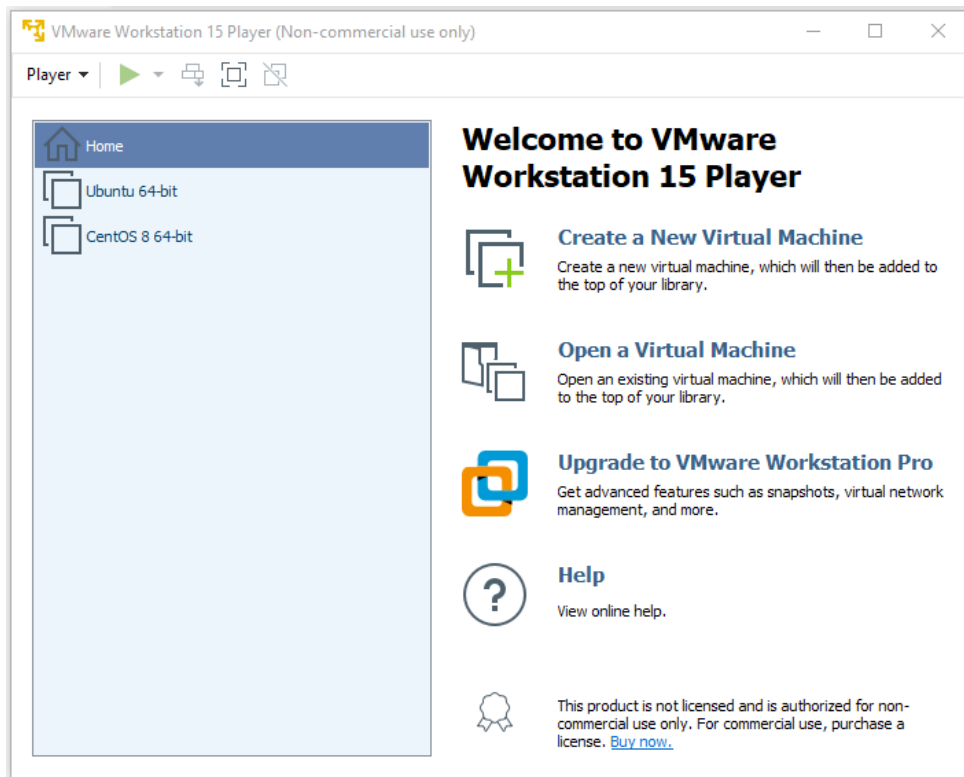 VMware Workstation 15 Player (Non-commercial use only)
Player
Home
Ubuntu 64-bit
CentOS 8 64-bit
Welcome to VMware
Workstation 15 Player
Create a New Virtual Machine
Create a new virtual machine, which will then be added to
the top of your library.
Open a Virtual Machine
Open an existing virtual machine, which will then be added
to the top of your library.
Upgrade to VMware Workstation Pro
Get advanced features such as snapshots, virtual network
management, and more.
?
Help
View online help.
This product is not licensed and is authorized for non-
commercial use only. For commercial use, purchase a
license. Buy now.